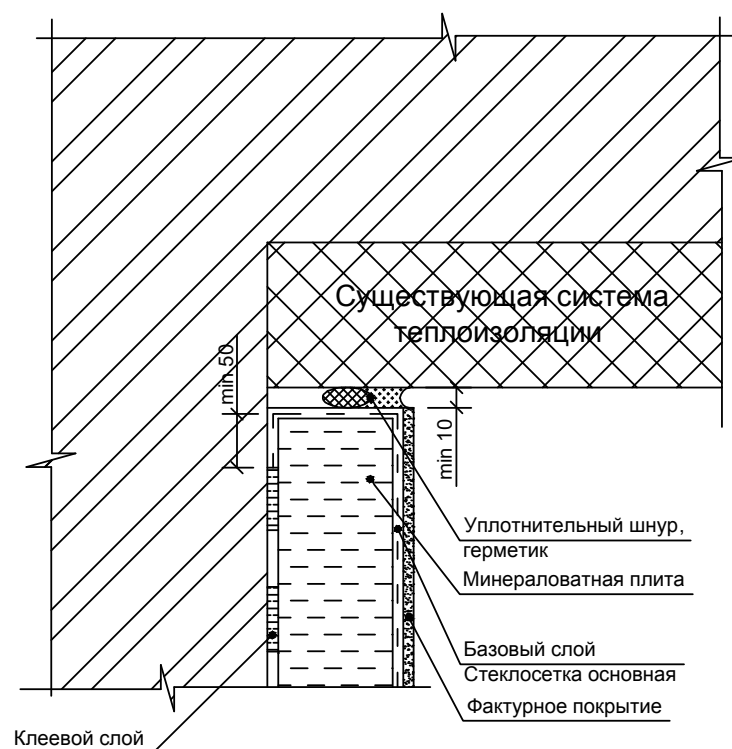 Существующая система
теплоизоляции
min 50
min 10
Уплотнительный шнур,
герметик
Минераловатная плита
Базовый слой
Стеклосетка основная
Фактурное покрытие
Клеевой слой